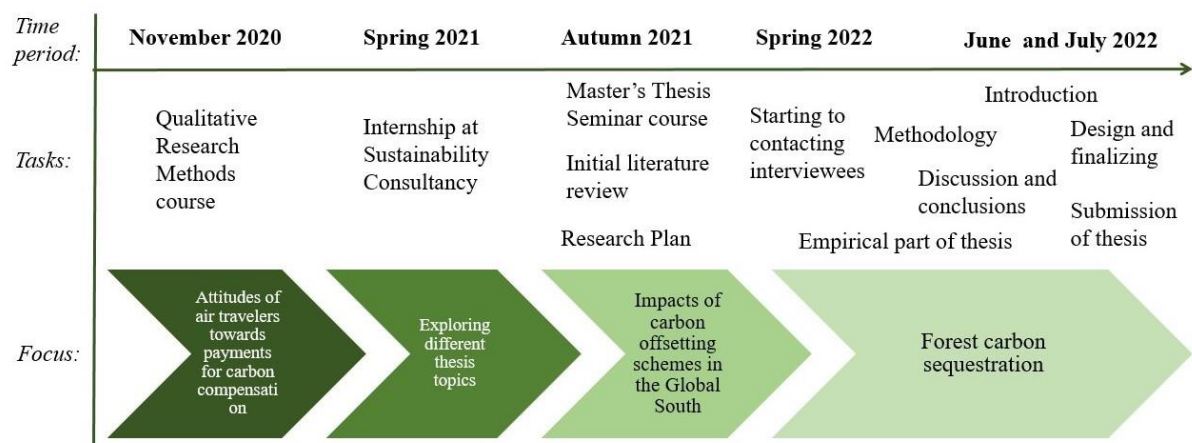 Time
period:
November 2020
Spring 2021
Autumn 2021
Spring 2022
June and July 2022
Tasks:
Qualitative
Research
Methods
course
Internship at
Sustainability
Consultancy
Master's Thesis
Seminar course
Initial literature
review
Research Plan
Starting to
contacting
interviewees
Introduction
Methodology
Design and
finalizing
Discussion and
conclusions
Submission
of thesis
Empirical part of thesis
Focus:
Attitudes of
air travelers
towards
payments
for carbon
compensati
on
Exploring
different
thesis
topics
Impacts of
carbon
offsetting
schemes in
the Global
South
Forest carbon
sequestration